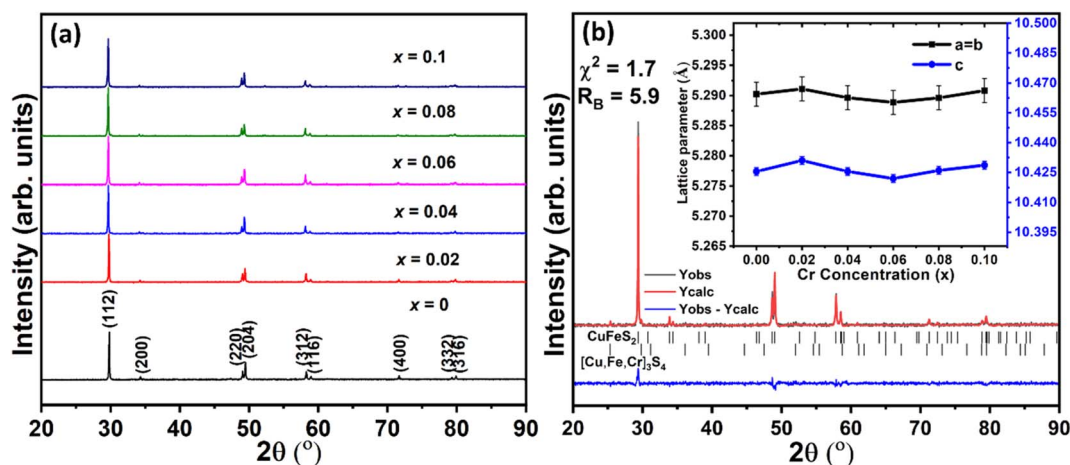 (a)
x = 0.1
x = 0.08
x = 0.06
x = 0.04
x = 0.02
x = 0
(112)
(200)
(220)
(204)
(312)
(116)
(400)
(332)
(316)
Intensity (arb. units)
20 30 40 50 60 70 80 90
2θ (°)
(b)
χ² = 1.7
R_B = 5.9
5.300
5.295
5.290
5.285
5.280
5.275
5.270
5.265
Lattice parameter (Å)
a=b
c
10.500
10.485
10.470
10.455
10.440
10.425
10.410
10.395
0.00 0.02 0.04 0.06 0.08 0.10
Cr Concentration (x)
Yobs
Ycalc
Yobs - Ycalc
CuFeS₂
[Cu,Fe,Cr]₃S₄
Intensity (arb. units)
20 30 40 50 60 70 80 90
2θ (°)